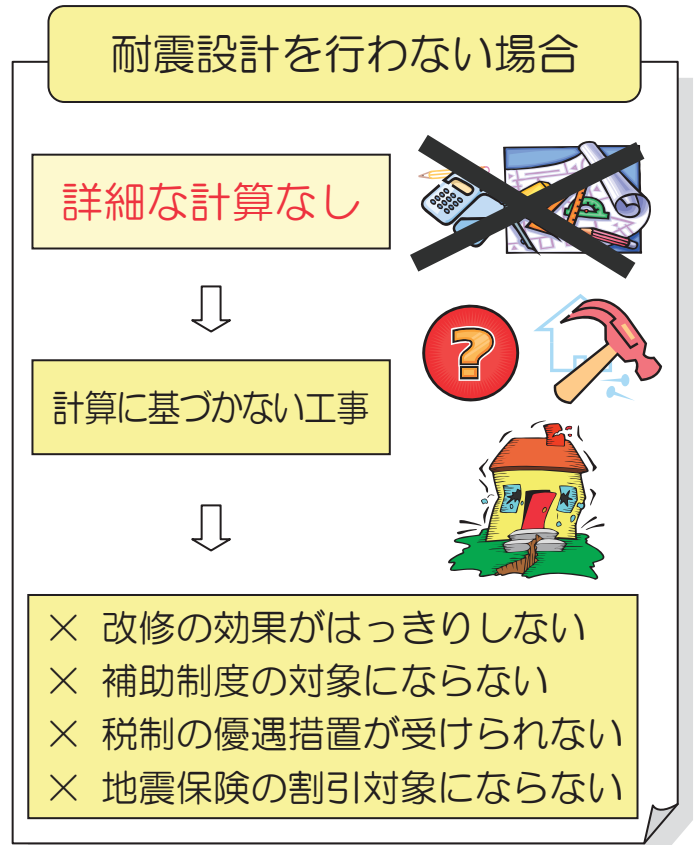 耐震設計を行わない場合
詳細な計算なし
⇩
?
計算に基づかない工事
⇩
× 改修の効果がはっきりしない
× 補助制度の対象にならない
× 税制の優遇措置が受けられない
× 地震保険の割引対象にならない